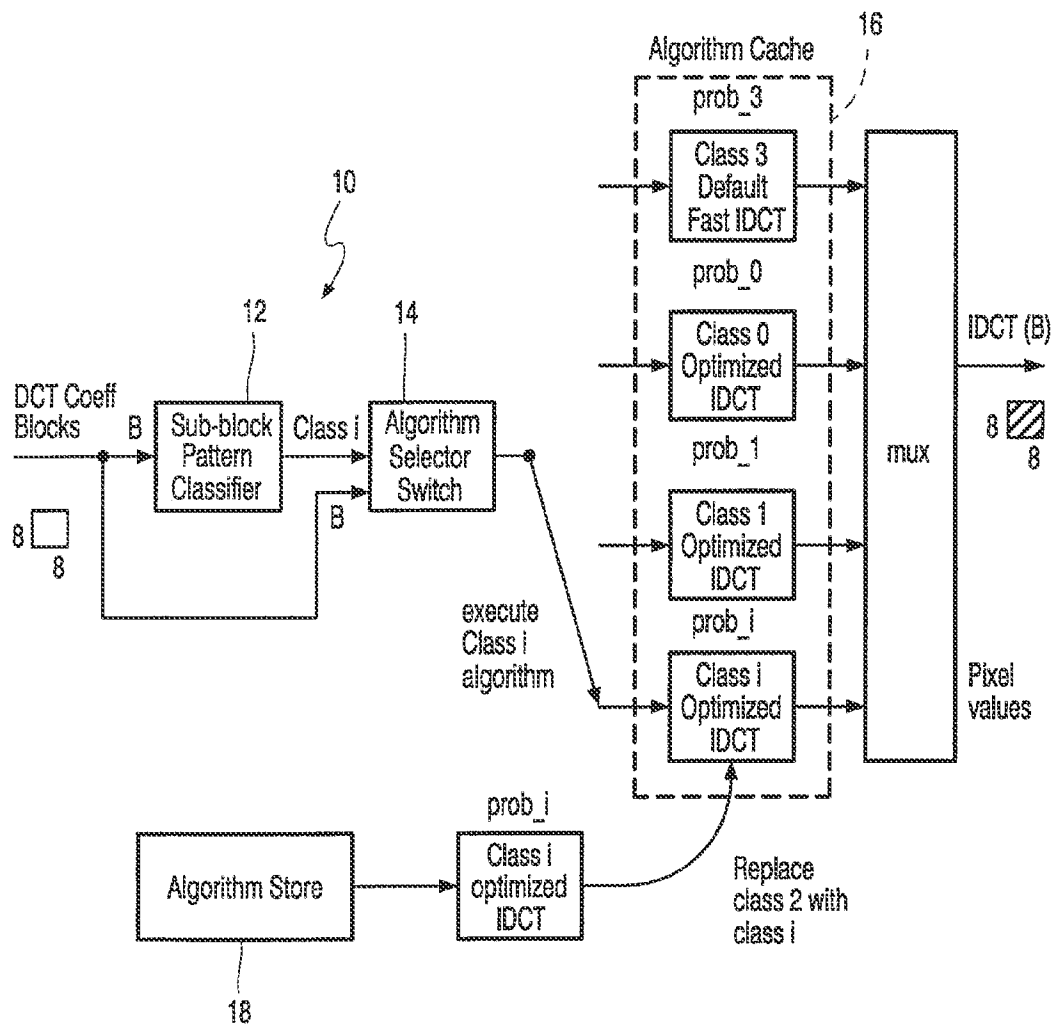 16
Algorithm Cache
prob_3
Class 3
Default
Fast IDCT
10
prob_0
12
14
Class 0
Optimized
IDCT
IDCT (B)
DCT Coeff
Blocks
B
Sub-block
Pattern
Classifier
Class i
Algorithm
Selector
Switch
B
prob_1
mux
8
8
8
8
Class 1
Optimized
IDCT
execute
Class i
algorithm
prob_i
Class i
Optimized
IDCT
Pixel
values
prob_i
Algorithm Store
Class i
optimized
IDCT
Replace
class 2 with
class i
18